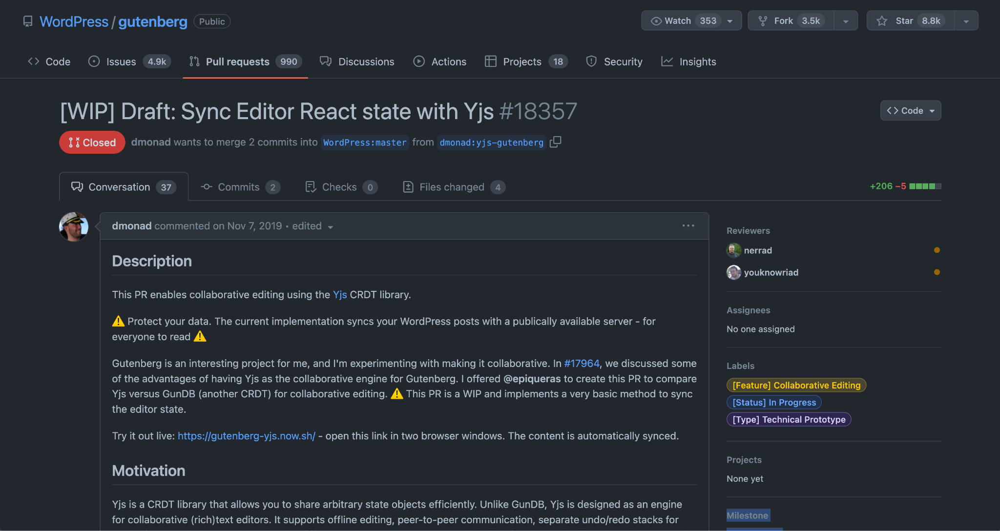 WordPress / gutenberg Public
Watch 353
Fork 3.5k
Star 8.8k
Code
Issues 4.9k
Pull requests 990
Discussions
Actions
Projects 18
Security
Insights
[WIP] Draft: Sync Editor React state with Yjs #18357
Code
Closed
dmonad wants to merge 2 commits into WordPress:master from dmonad:yjs-gutenberg
Conversation 37
Commits 2
Checks 0
Files changed 4
+206 −5
dmonad commented on Nov 7, 2019 • edited
Description
This PR enables collaborative editing using the Yjs CRDT library.
⚠️ Protect your data. The current implementation syncs your WordPress posts with a publically available server - for
everyone to read ⚠️
Gutenberg is an interesting project for me, and I'm experimenting with making it collaborative. In #17964, we discussed some
of the advantages of having Yjs as the collaborative engine for Gutenberg. I offered @epiqueras to create this PR to compare
Yjs versus GunDB (another CRDT) for collaborative editing. ⚠️ This PR is a WIP and implements a very basic method to sync
the editor state.
Try it out live: https://gutenberg-yjs.now.sh/ - open this link in two browser windows. The content is automatically synced.
Motivation
Yjs is a CRDT library that allows you to share arbitrary state objects efficiently. Unlike GunDB, Yjs is designed as an engine
for collaborative (rich)text editors. It supports offline editing, peer-to-peer communication, separate undo/redo stacks for
Reviewers
nerrad
youknowriad
Assignees
No one assigned
Labels
[Feature] Collaborative Editing
[Status] In Progress
[Type] Technical Prototype
Projects
None yet
Milestone